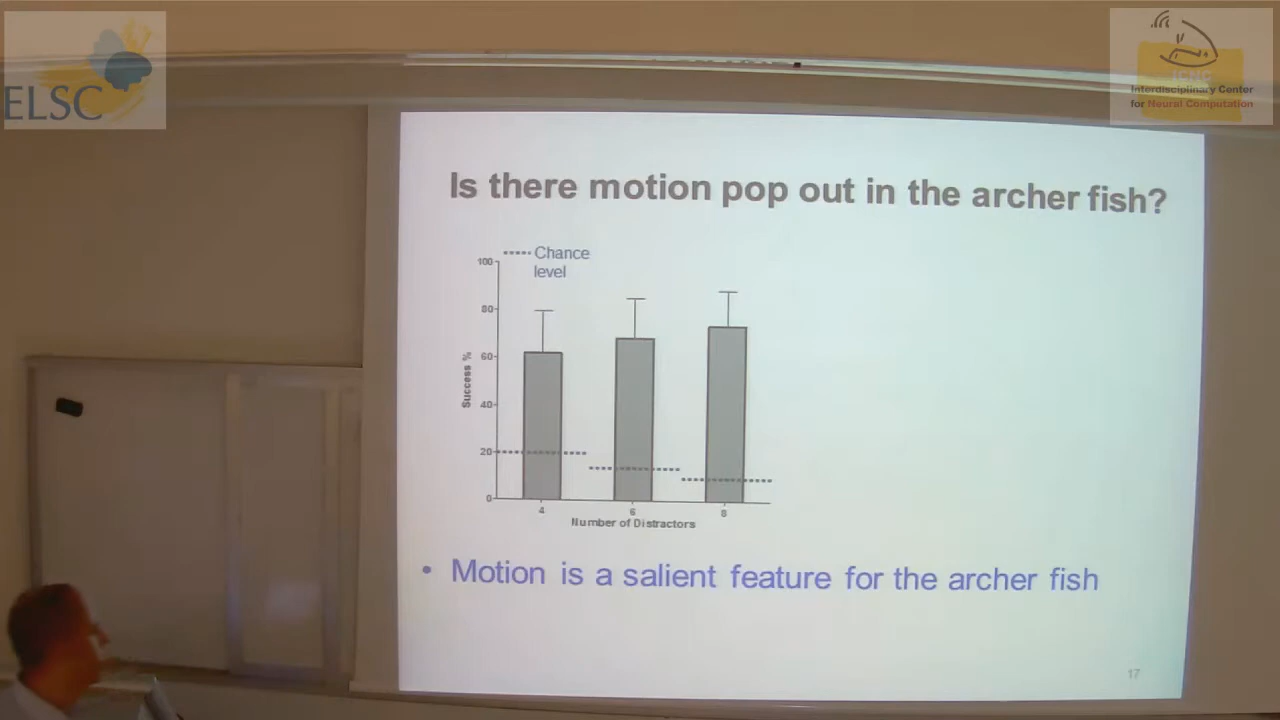 ELSC
ICNC
Interdisciplinary Center
for Neural Computation
Is there motion pop out in the archer fish?
Chance
level
100
80
60
40
20
0
Success %
4
6
8
Number of Distractors
• Motion is a salient feature for the archer fish
17